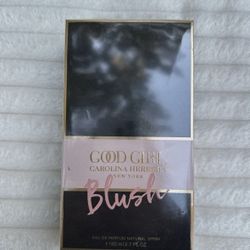 GOOD GIRL
CAROLINA HERRERA
NEW YORK
Blush
EAU DE PARFUM NATURAL SPRAY